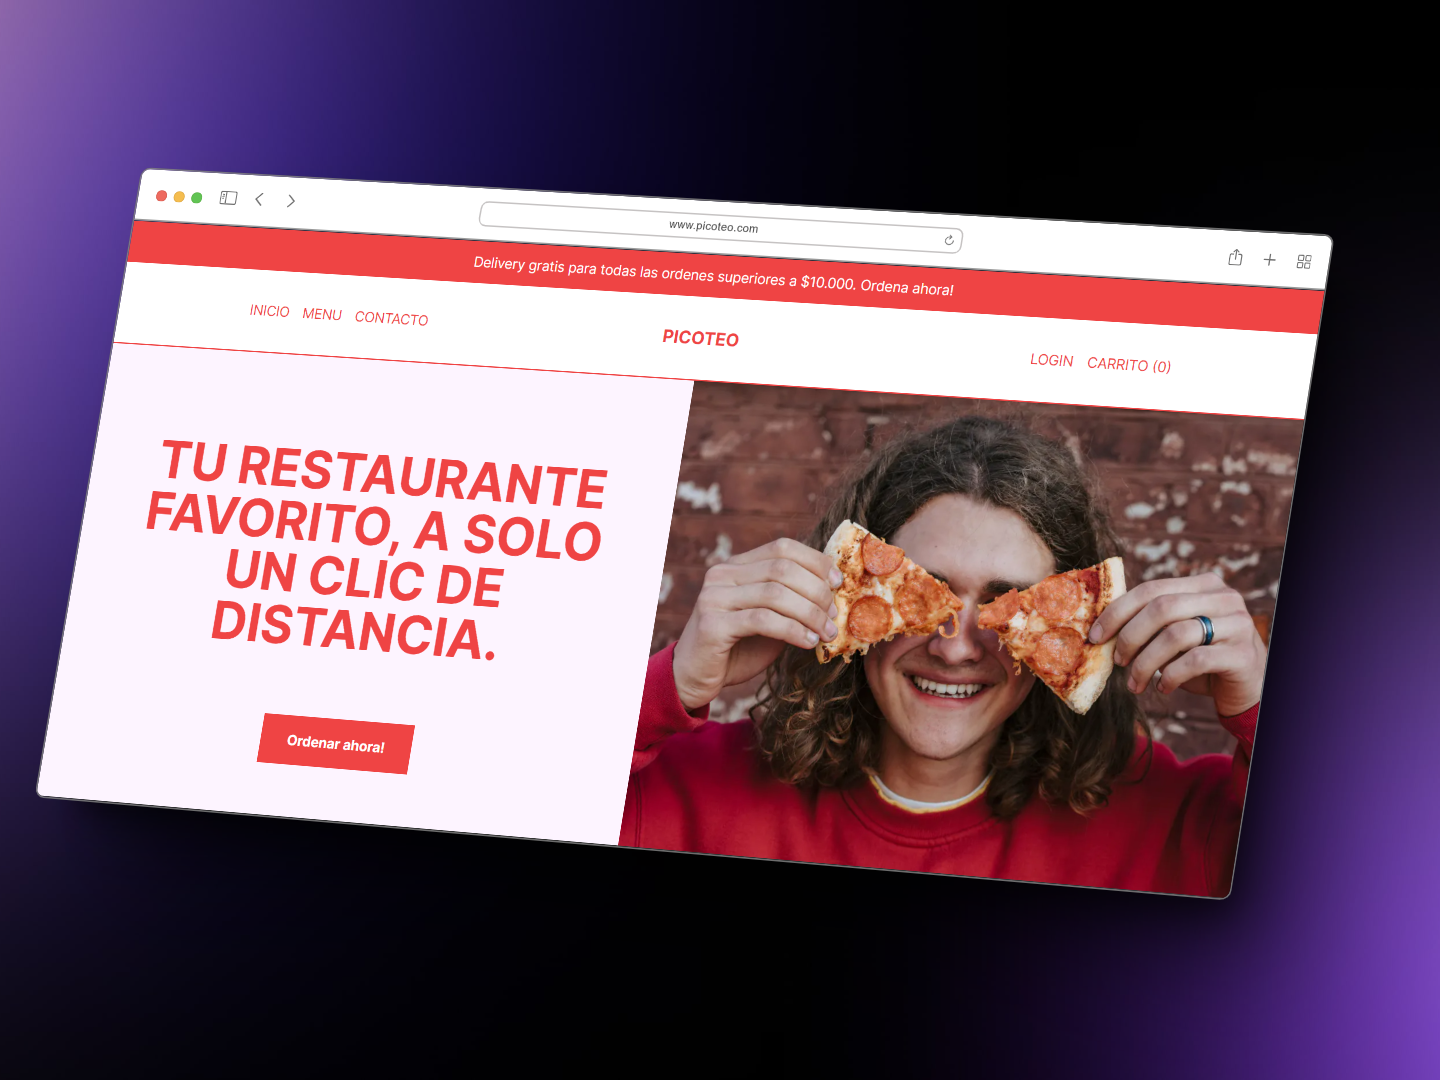 www.picoteo.com
Delivery gratis para todas las ordenes superiores a $10.000. Ordena ahora!
INICIO MENU CONTACTO
PICOTEO
LOGIN CARRITO (0)
TU RESTAURANTE
FAVORITO, A SOLO
UN CLIC DE
DISTANCIA.
Ordenar ahora!